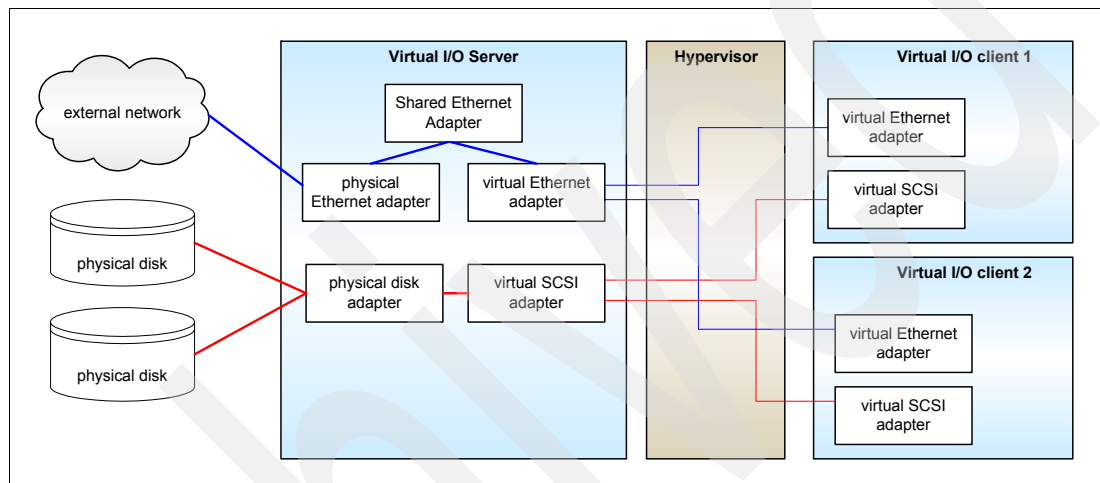 Virtual I/O Server
Hypervisor
Virtual I/O client 1
external network
Shared Ethernet
Adapter
physical
Ethernet adapter
virtual Ethernet
adapter
virtual Ethernet
adapter
virtual SCSI
adapter
physical disk
physical disk
physical disk
adapter
virtual SCSI
adapter
Virtual I/O client 2
virtual Ethernet
adapter
virtual SCSI
adapter